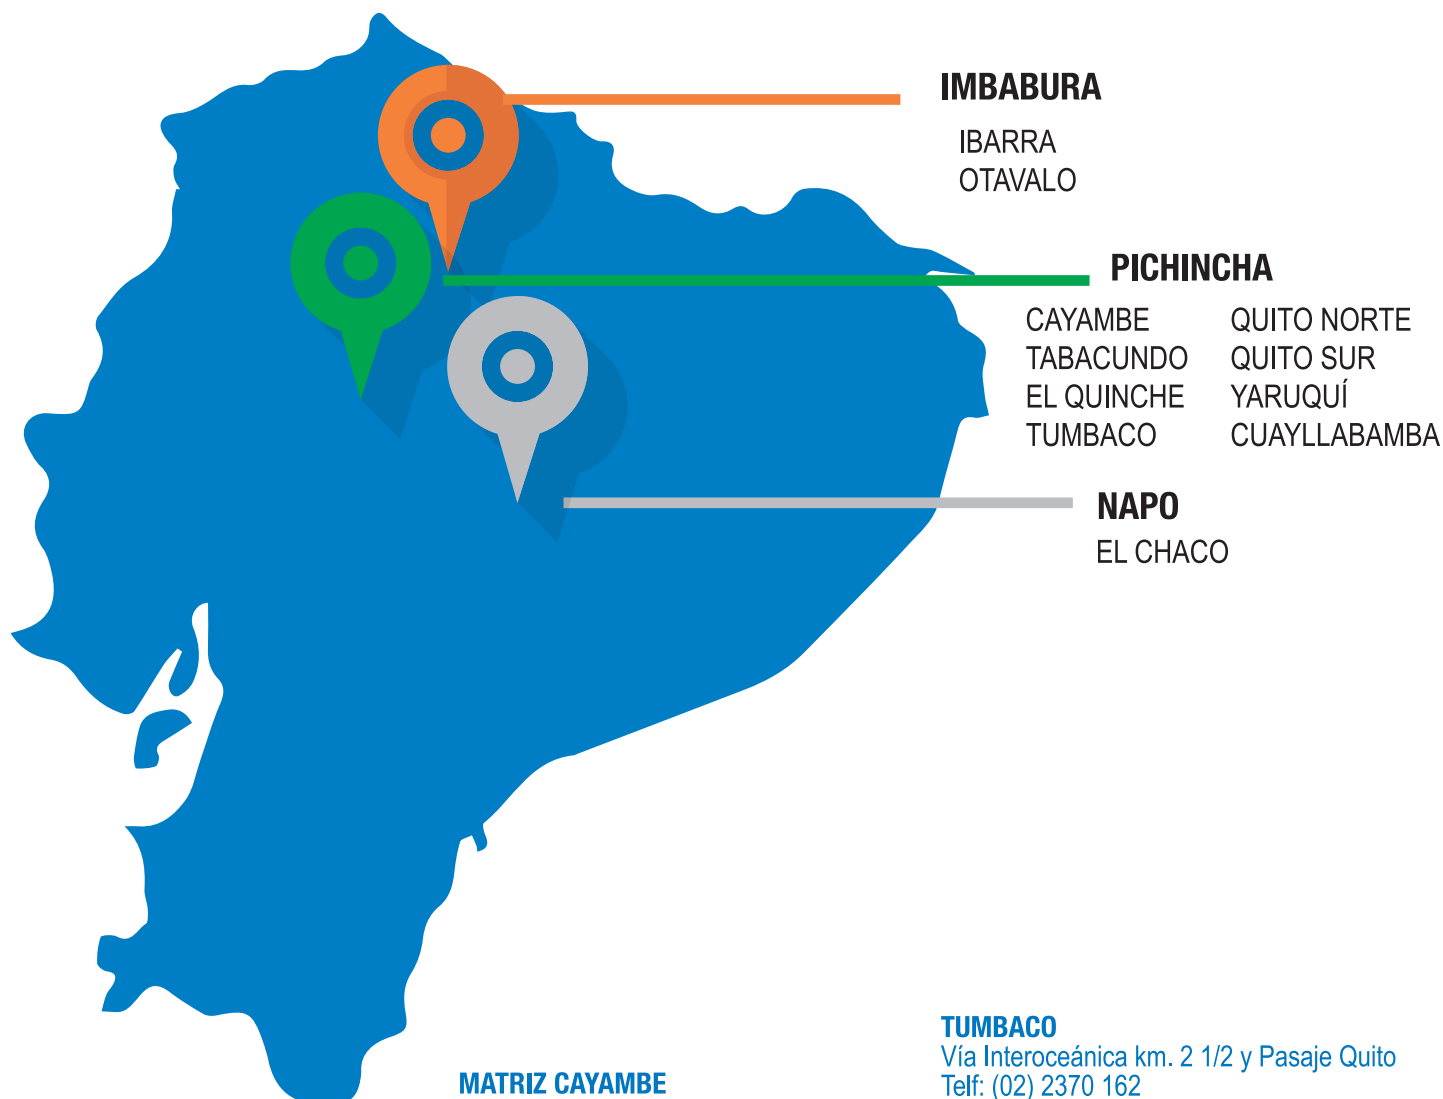 IMBABURA
IBARRA
OTAVALO
PICHINCHA
CAYAMBE
TABACUNDO
EL QUINCHE
TUMBACO
QUITO NORTE
QUITO SUR
YARUQUÍ
CUAYLLABAMBA
NAPO
EL CHACO
MATRIZ CAYAMBE
TUMBACO
Vía Interoceánica km. 2 1/2 y Pasaje Quito
Telf: (02) 2370 162